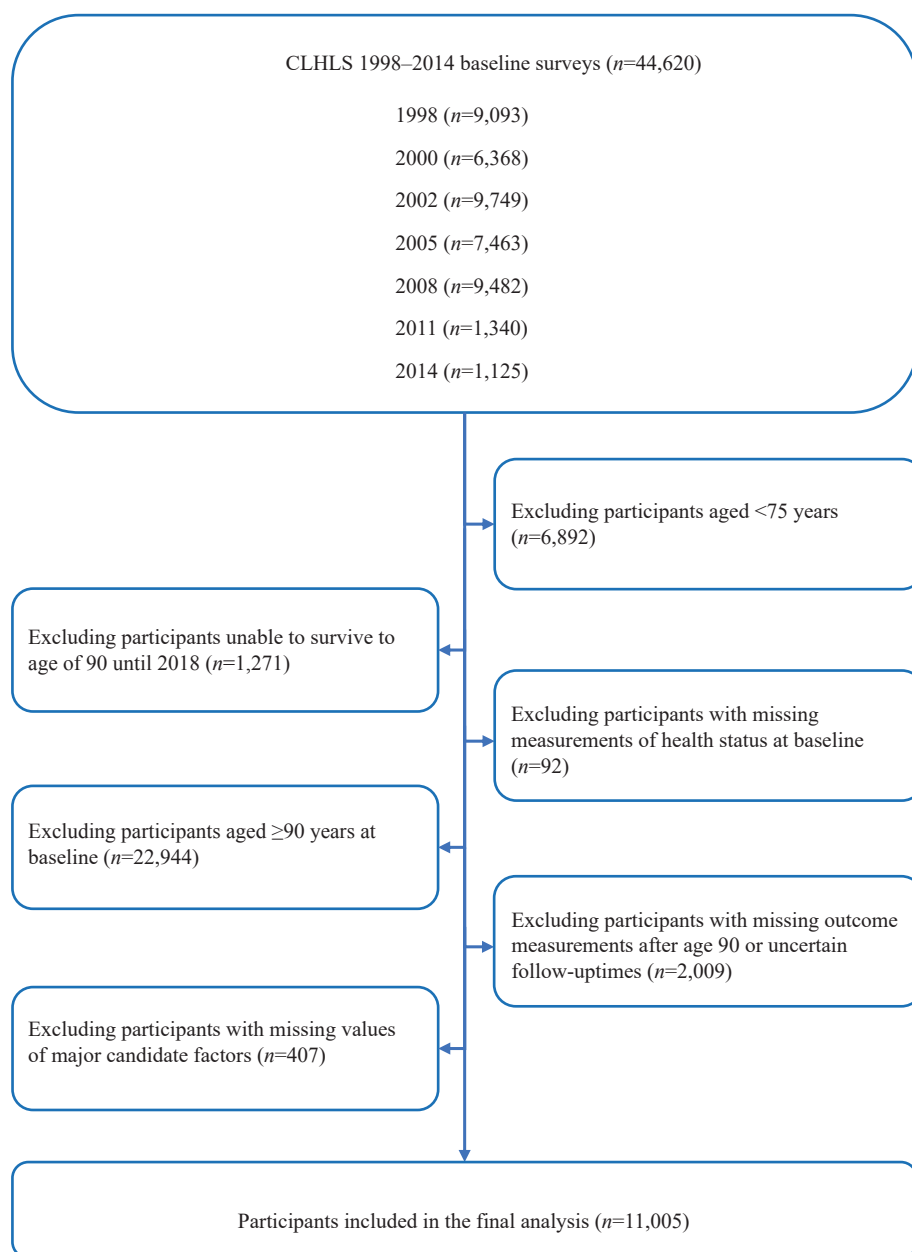 CLHLS 1998–2014 baseline surveys (n=44,620)
1998 (n=9,093)
2000 (n=6,368)
2002 (n=9,749)
2005 (n=7,463)
2008 (n=9,482)
2011 (n=1,340)
2014 (n=1,125)
Excluding participants aged <75 years
(n=6,892)
Excluding participants unable to survive to
age of 90 until 2018 (n=1,271)
Excluding participants with missing
measurements of health status at baseline
(n=92)
Excluding participants aged ≥90 years at
baseline (n=22,944)
Excluding participants with missing outcome
measurements after age 90 or uncertain
follow-uptimes (n=2,009)
Excluding participants with missing values
of major candidate factors (n=407)
Participants included in the final analysis (n=11,005)